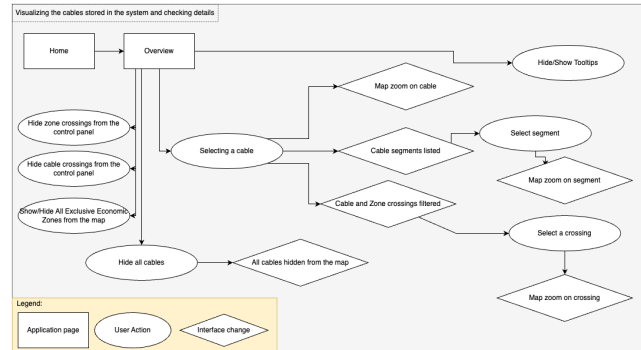 Visualizing the cables stored in the system and checking details
Home
Overview
Hide/Show Tooltips
Map zoom on cable
Hide zone crossings from the
control panel
Selecting a cable
Cable segments listed
Select segment
Hide cable crossings from the
control panel
Map zoom on segment
Show/Hide All Exclusive Economic
Zones from the map
Cable and Zone crossings filtered
Select a crossing
Hide all cables
All cables hidden from the map
Map zoom on crossing
Legend:
Application page
User Action
Interface change